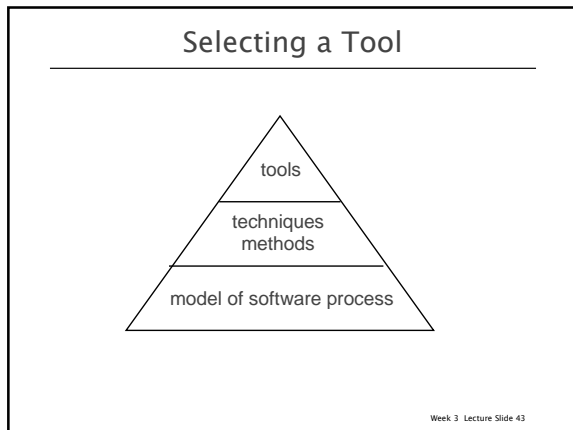 Selecting a Tool
tools
techniques
methods
model of software process
Week 3 Lecture Slide 43